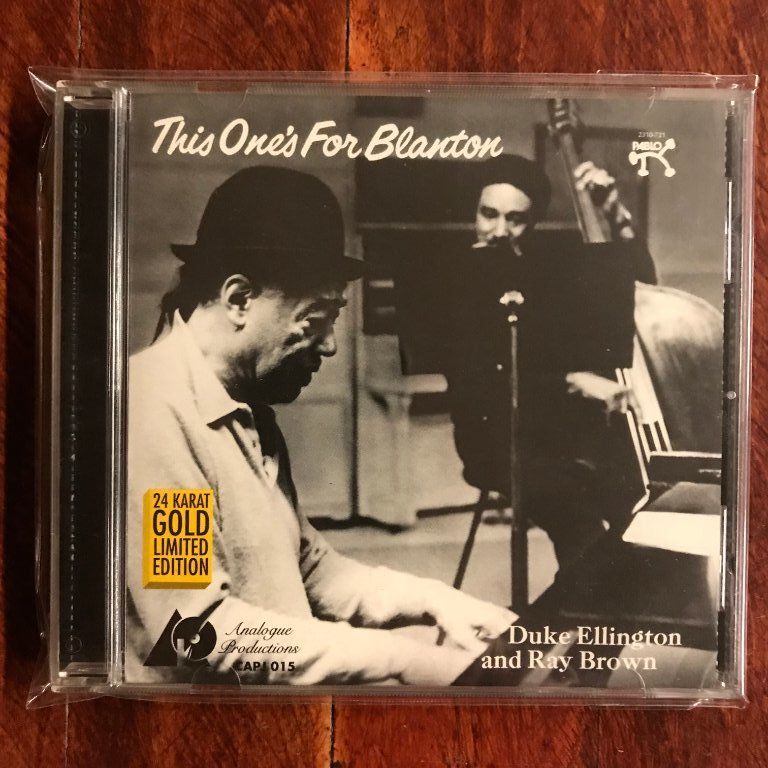 This One's For Blanton
2310-721
PABLO
24 KARAT
GOLD
LIMITED
EDITION
Analogue
Productions
CAPJ 015
Duke Ellington
and Ray Brown